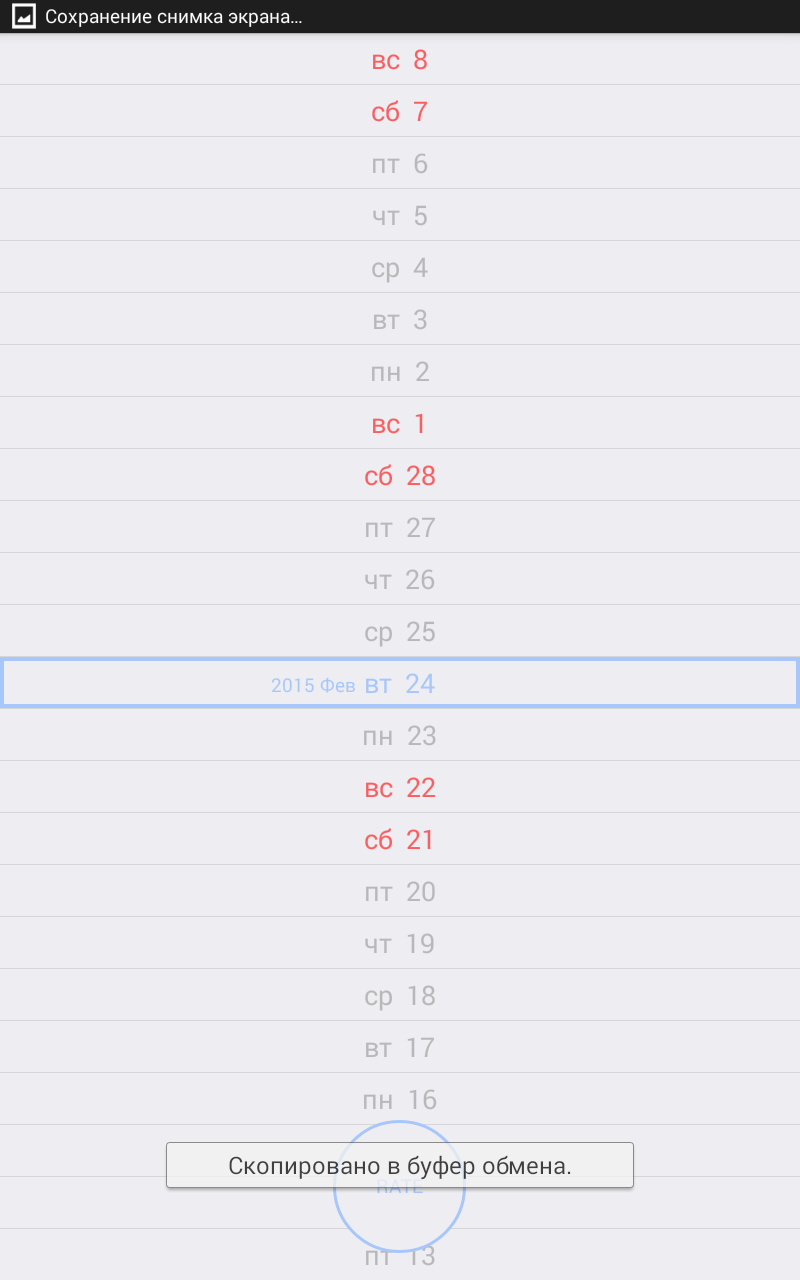 Сохранение снимка экрана...
вс 8
сб 7
пт 6
чт 5
ср 4
вт 3
пн 2
вс 1
сб 28
пт 27
чт 26
ср 25
2015 Фев вт 24
пн 23
вс 22
сб 21
пт 20
чт 19
ср 18
вт 17
пн 16
Скопировано в буфер обмена.
RATE
пт 13